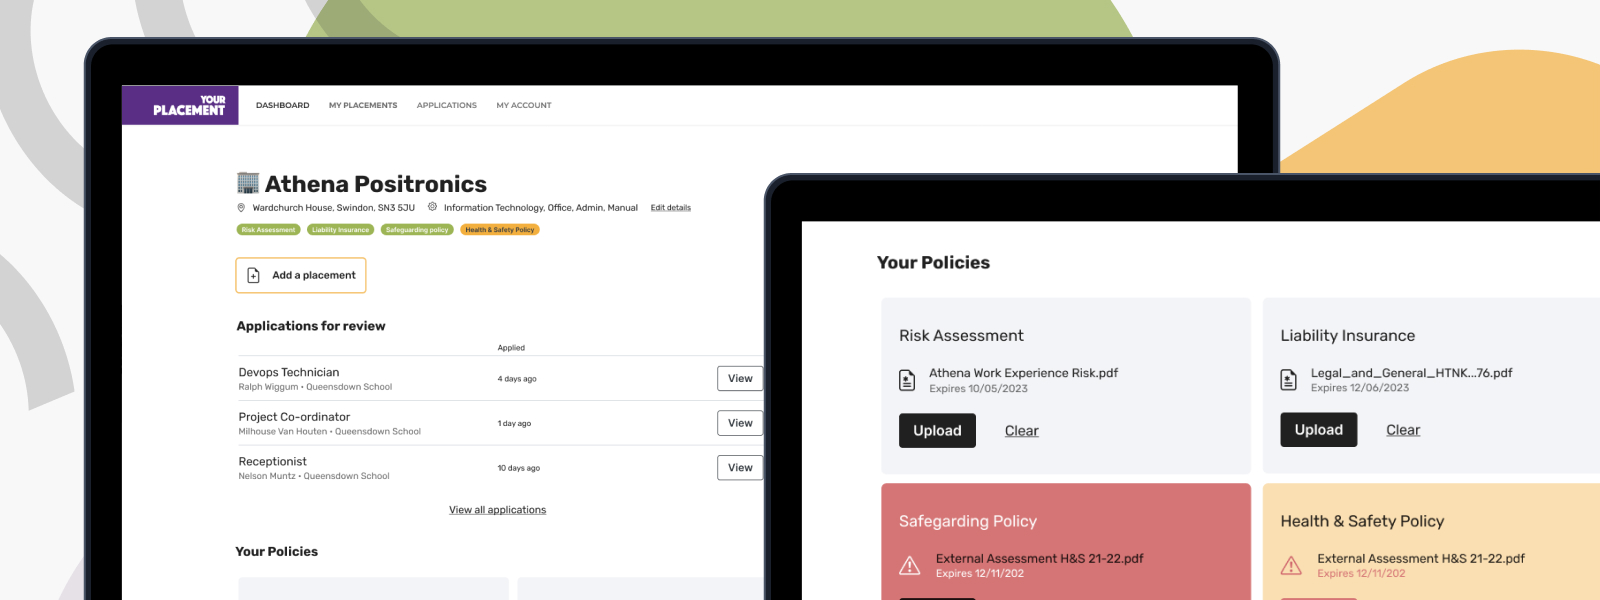 YOUR
PLACEMENT
DASHBOARD MY PLACEMENTS APPLICATIONS MY ACCOUNT
Athena Positronics
Wardchurch House, Swindon, SN3 5JU Information Technology, Office, Admin, Manual Edit details
Risk Assessment Liability Insurance Safeguarding policy Health & Safety Policy
Add a placement
Applications for review
Applied
Devops Technician
Ralph Wiggum • Queensdown School
4 days ago
View
Project Co-ordinator
Milhouse Van Houten • Queensdown School
1 day ago
View
Receptionist
Nelson Muntz • Queensdown School
10 days ago
View
View all applications
Your Policies
Your Policies
Risk Assessment
Athena Work Experience Risk.pdf
Expires 10/05/2023
Upload Clear
Liability Insurance
Legal_and_General_HTNK...76.pdf
Expires 12/06/2023
Upload Clear
Safegarding Policy
External Assessment H&S 21-22.pdf
Expires 12/11/202
Health & Safety Policy
External Assessment H&S 21-22.pdf
Expires 12/11/202